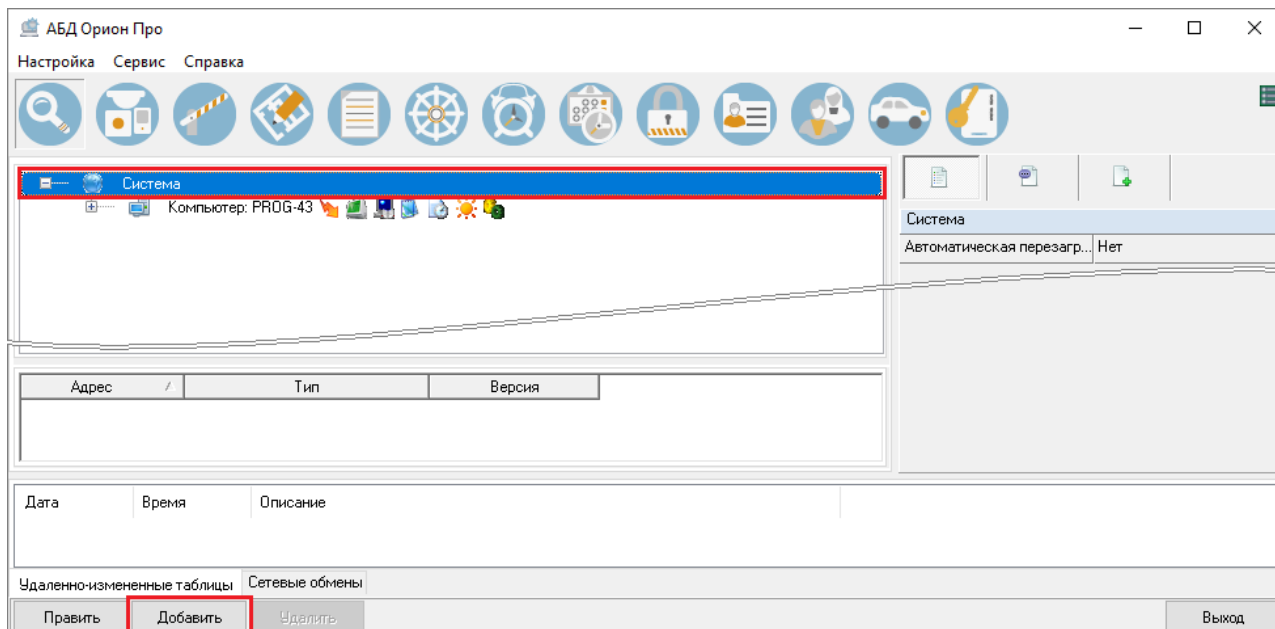 АБД Орион Про
Настройка Сервис Справка
Система
Компьютер: PROG-43
Система
Автоматическая перезагр... Нет
Адрес Тип Версия
Дата Время Описание
Удаленно-измененные таблицы Сетевые обмены
Править Добавить Удалить Выход